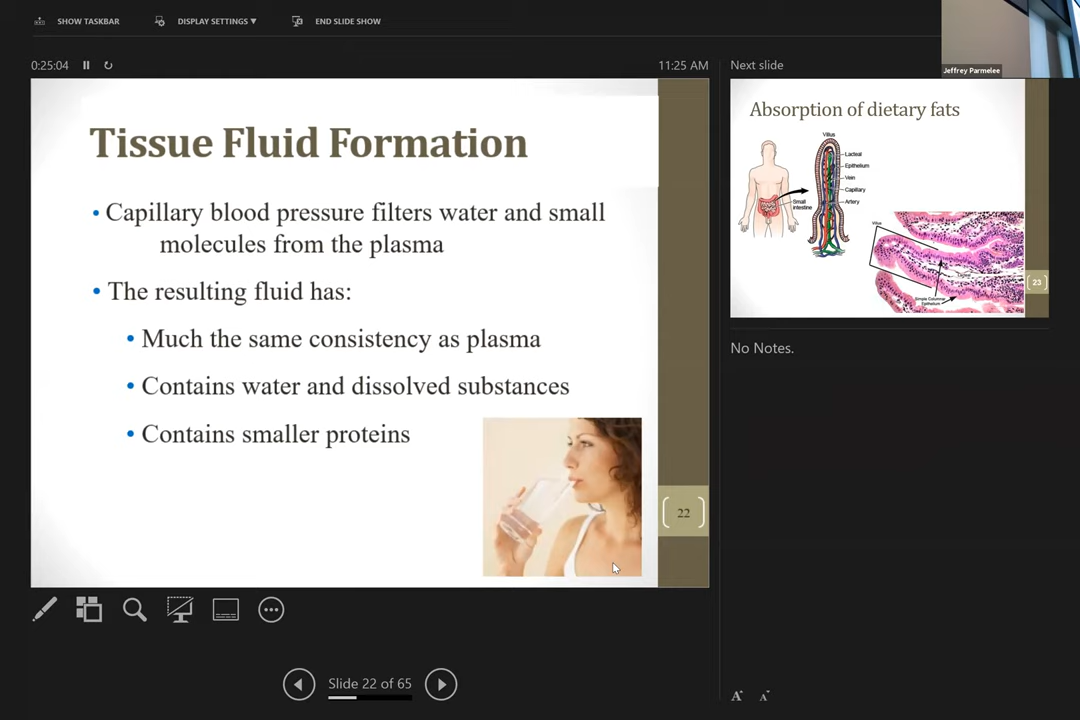 SHOW TASKBAR
DISPLAY SETTINGS ▼
END SLIDE SHOW
Jeffrey Parmelee
0:25:04
11:25 AM
Tissue Fluid Formation
• Capillary blood pressure filters water and small
molecules from the plasma
• The resulting fluid has:
• Much the same consistency as plasma
• Contains water and dissolved substances
• Contains smaller proteins
22
Slide 22 of 65
Next slide
Absorption of dietary fats
Villus
Lacteal
Epithelium
Vein
Capillary
Artery
Small
Intestine
Villus
Simple Columnar
Epithelium
23
No Notes.
A
A